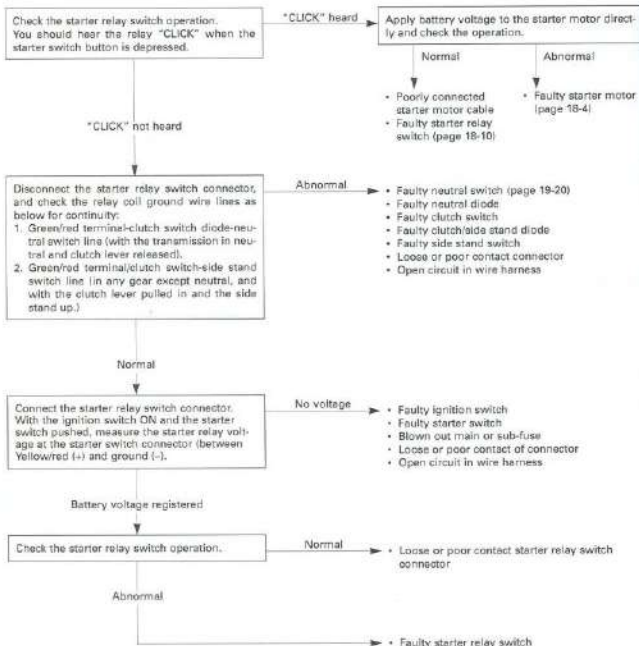 Check the starter relay switch operation.
You should hear the relay "CLICK" when the
starter switch button is depressed.
"CLICK" heard
Apply battery voltage to the starter motor direct-
ly and check the operation.
Normal
Abnormal
• Poorly connected
starter motor cable
• Faulty starter relay
switch (page 18-10)
• Faulty starter motor
(page 18-4)
"CLICK" not heard
Disconnect the starter relay switch connector,
and check the relay coil ground wire lines as
below for continuity:
1. Green/red terminal-clutch switch diode-neu-
tral switch line (with the transmission in neu-
tral and clutch lever released).
2. Green/red terminal/clutch switch-side stand
switch line (in any gear except neutral, and
with the clutch lever pulled in and the side
stand up.)
Abnormal
• Faulty neutral switch (page 19-20)
• Faulty neutral diode
• Faulty clutch switch
• Faulty clutch/side stand diode
• Faulty side stand switch
• Loose or poor contact connector
• Open circuit in wire harness
Normal
Connect the starter relay switch connector.
With the ignition switch ON and the starter
switch pushed, measure the starter relay volt-
age at the starter switch connector (between
Yellow/red (+) and ground (–).
No voltage
• Faulty ignition switch
• Faulty starter switch
• Blown out main or sub-fuse
• Loose or poor contact of connector
• Open circuit in wire harness
Battery voltage registered
Check the starter relay switch operation.
Normal
• Loose or poor contact starter relay switch
connector
Abnormal
• Faulty starter relay switch